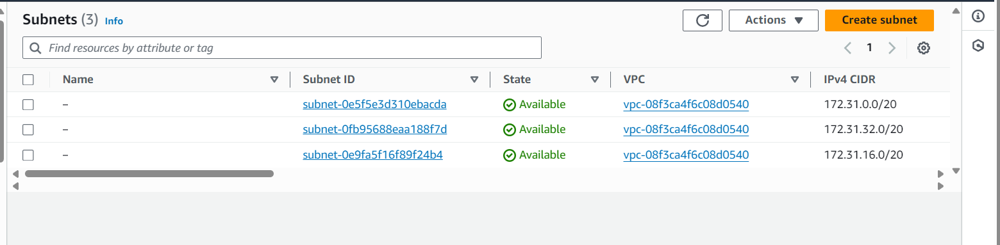 Subnets (3) Info
Actions
Create subnet
Find resources by attribute or tag
1
Name Subnet ID State VPC IPv4 CIDR
– subnet-0e5f5e3d310ebacda Available vpc-08f3ca4f6c08d0540 172.31.0.0/20
– subnet-0fb95688eaa188f7d Available vpc-08f3ca4f6c08d0540 172.31.32.0/20
– subnet-0e9fa5f16f89f24b4 Available vpc-08f3ca4f6c08d0540 172.31.16.0/20